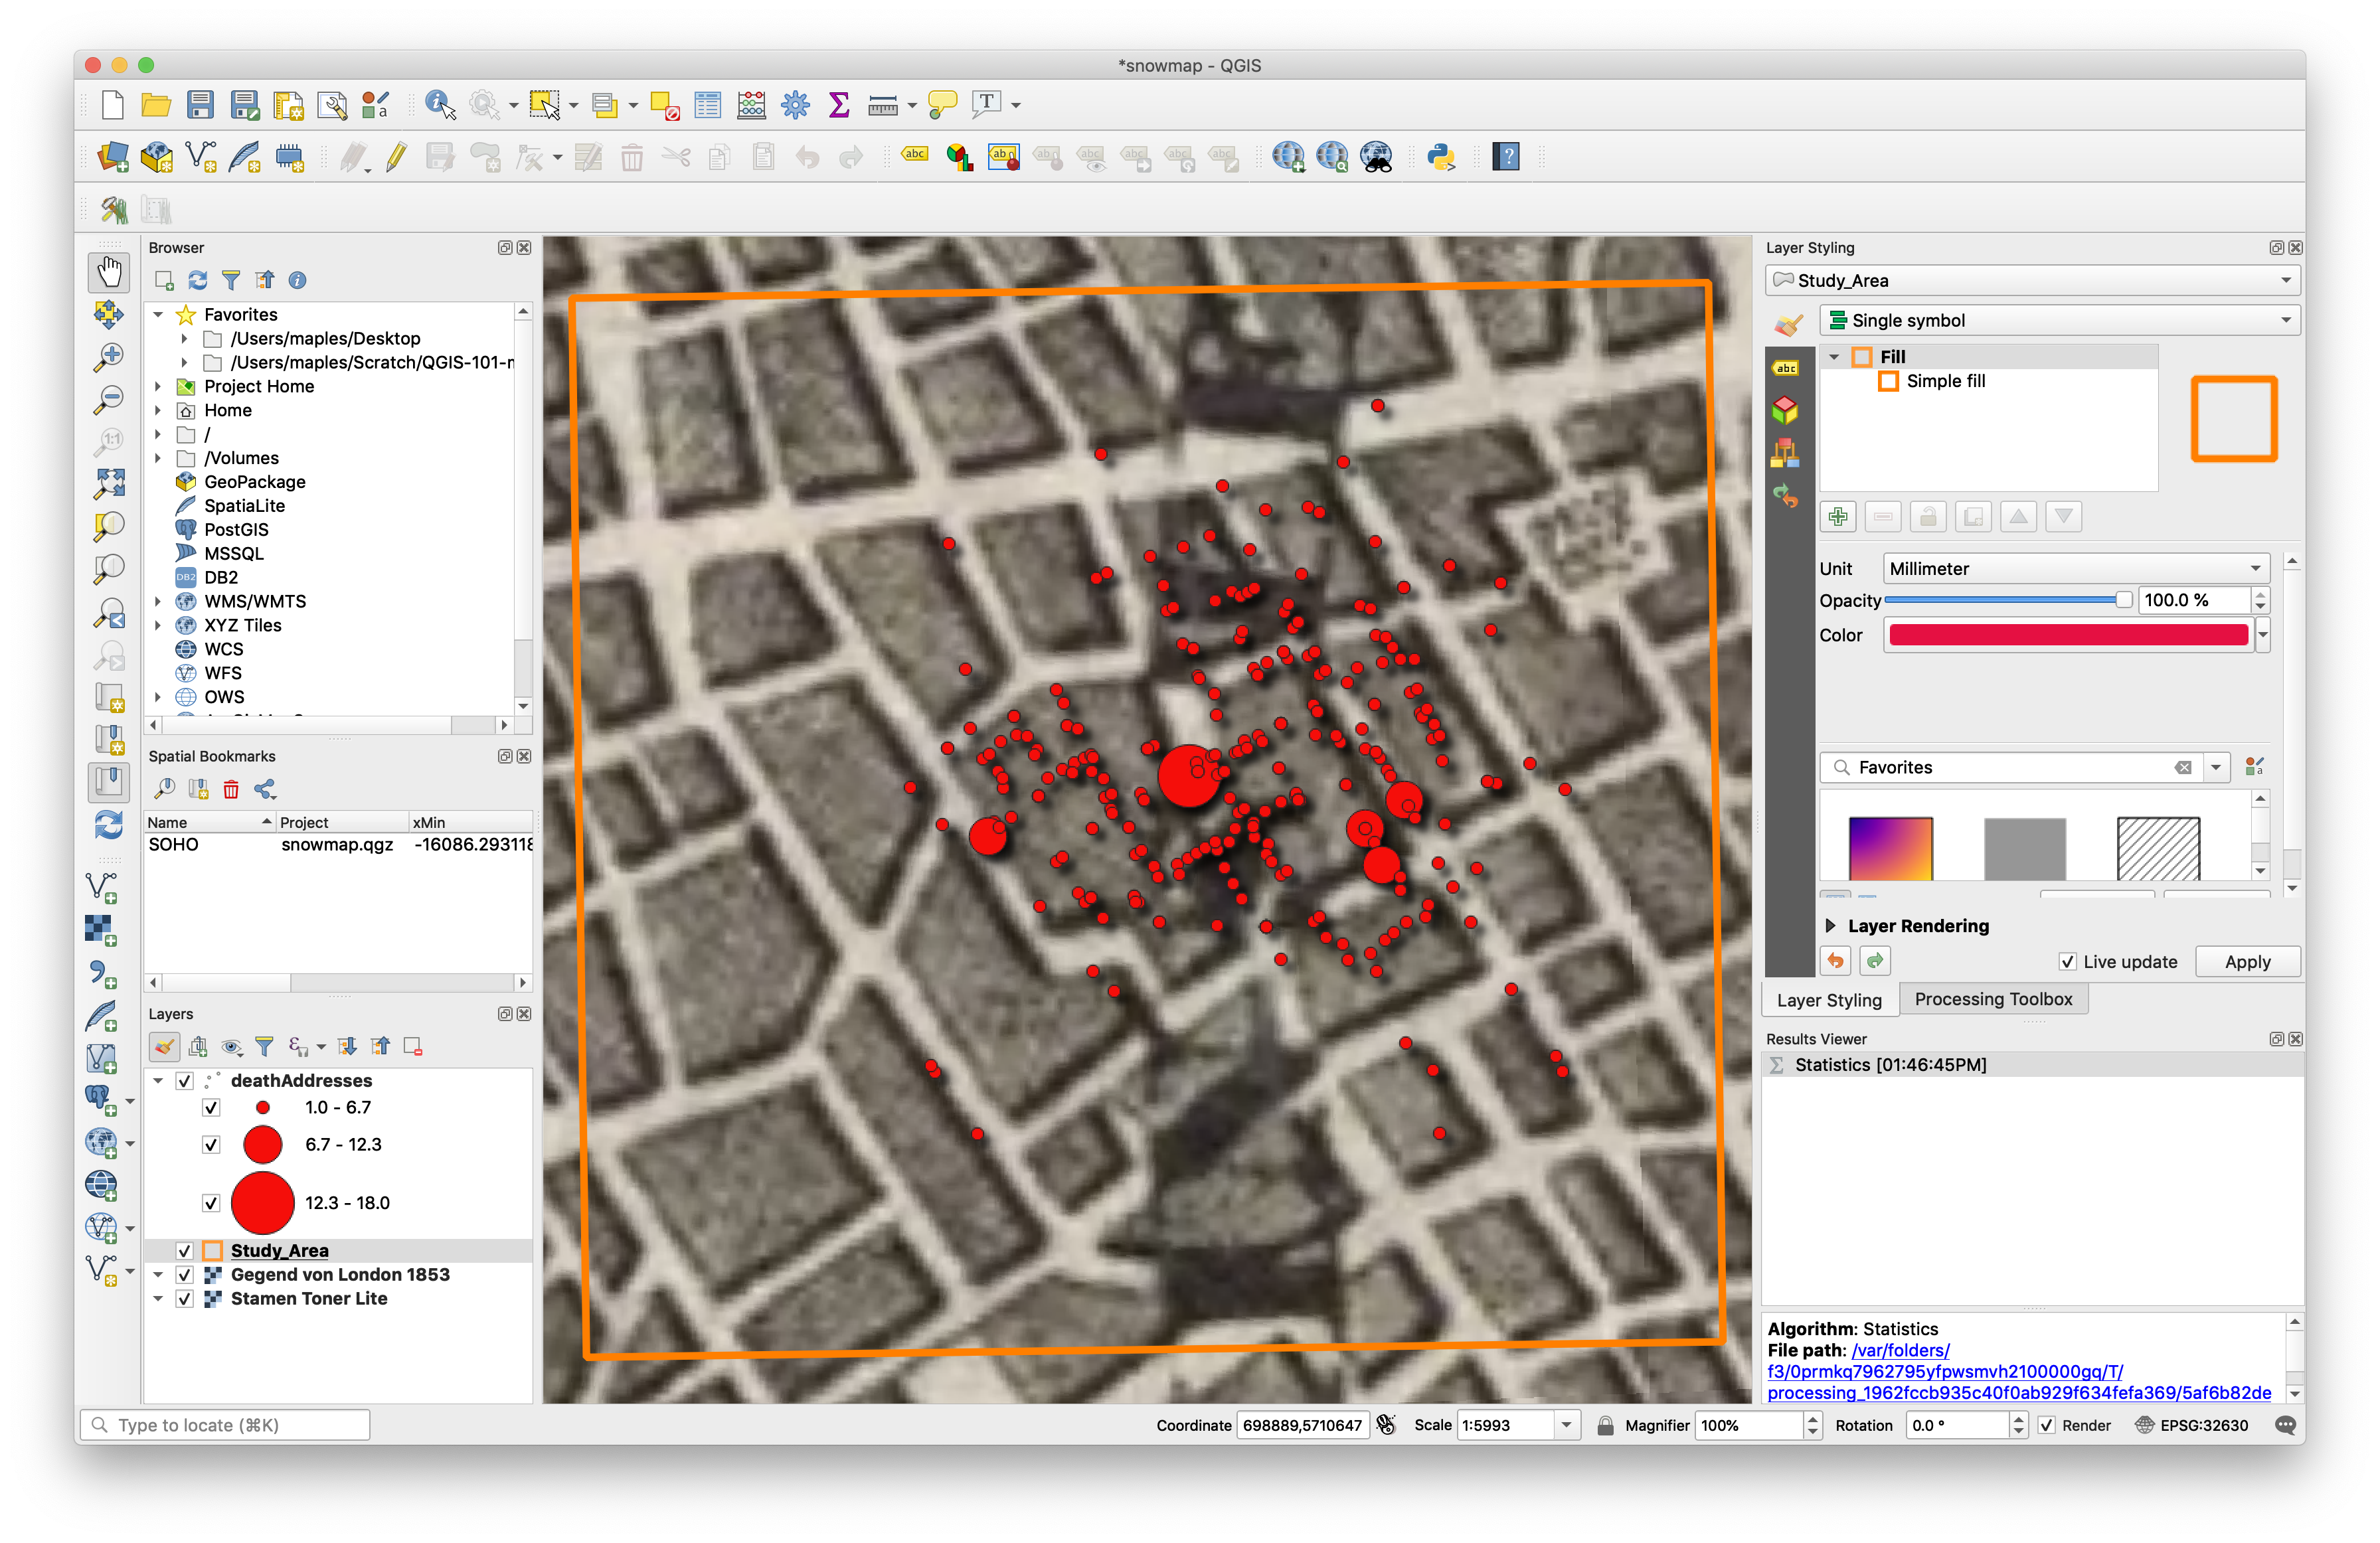 *snowmap - QGIS
Browser
Favorites
/Users/maples/Desktop
/Users/maples/Scratch/QGIS-101-
Project Home
Home
/
/Volumes
GeoPackage
SpatiaLite
PostGIS
MSSQL
DB2
WMS/WMTS
XYZ Tiles
WCS
WFS
OWS
Spatial Bookmarks
Name Project xMin
SOHO snowmap.qgz -16086.293118
Layers
deathAddresses
1.0 - 6.7
6.7 - 12.3
12.3 - 18.0
Study_Area
Gegend von London 1853
Stamen Toner Lite
Layer Styling
Study_Area
Single symbol
Fill
Simple fill
Unit Millimeter
Opacity 100.0 %
Color
Favorites
Layer Rendering
Live update Apply
Layer Styling Processing Toolbox
Results Viewer
Statistics [01:46:45PM]
Algorithm: Statistics
File path: /var/folders/
f3/0prmkq7962795yfpwsmvh2100000gq/T/
processing_1962fccb935c40f0ab929f634fefa369/5af6b82de
Type to locate (⌘K) Coordinate 698889,5710647 Scale 1:5993 Magnifier 100% Rotation 0.0 ° Render EPSG:32630